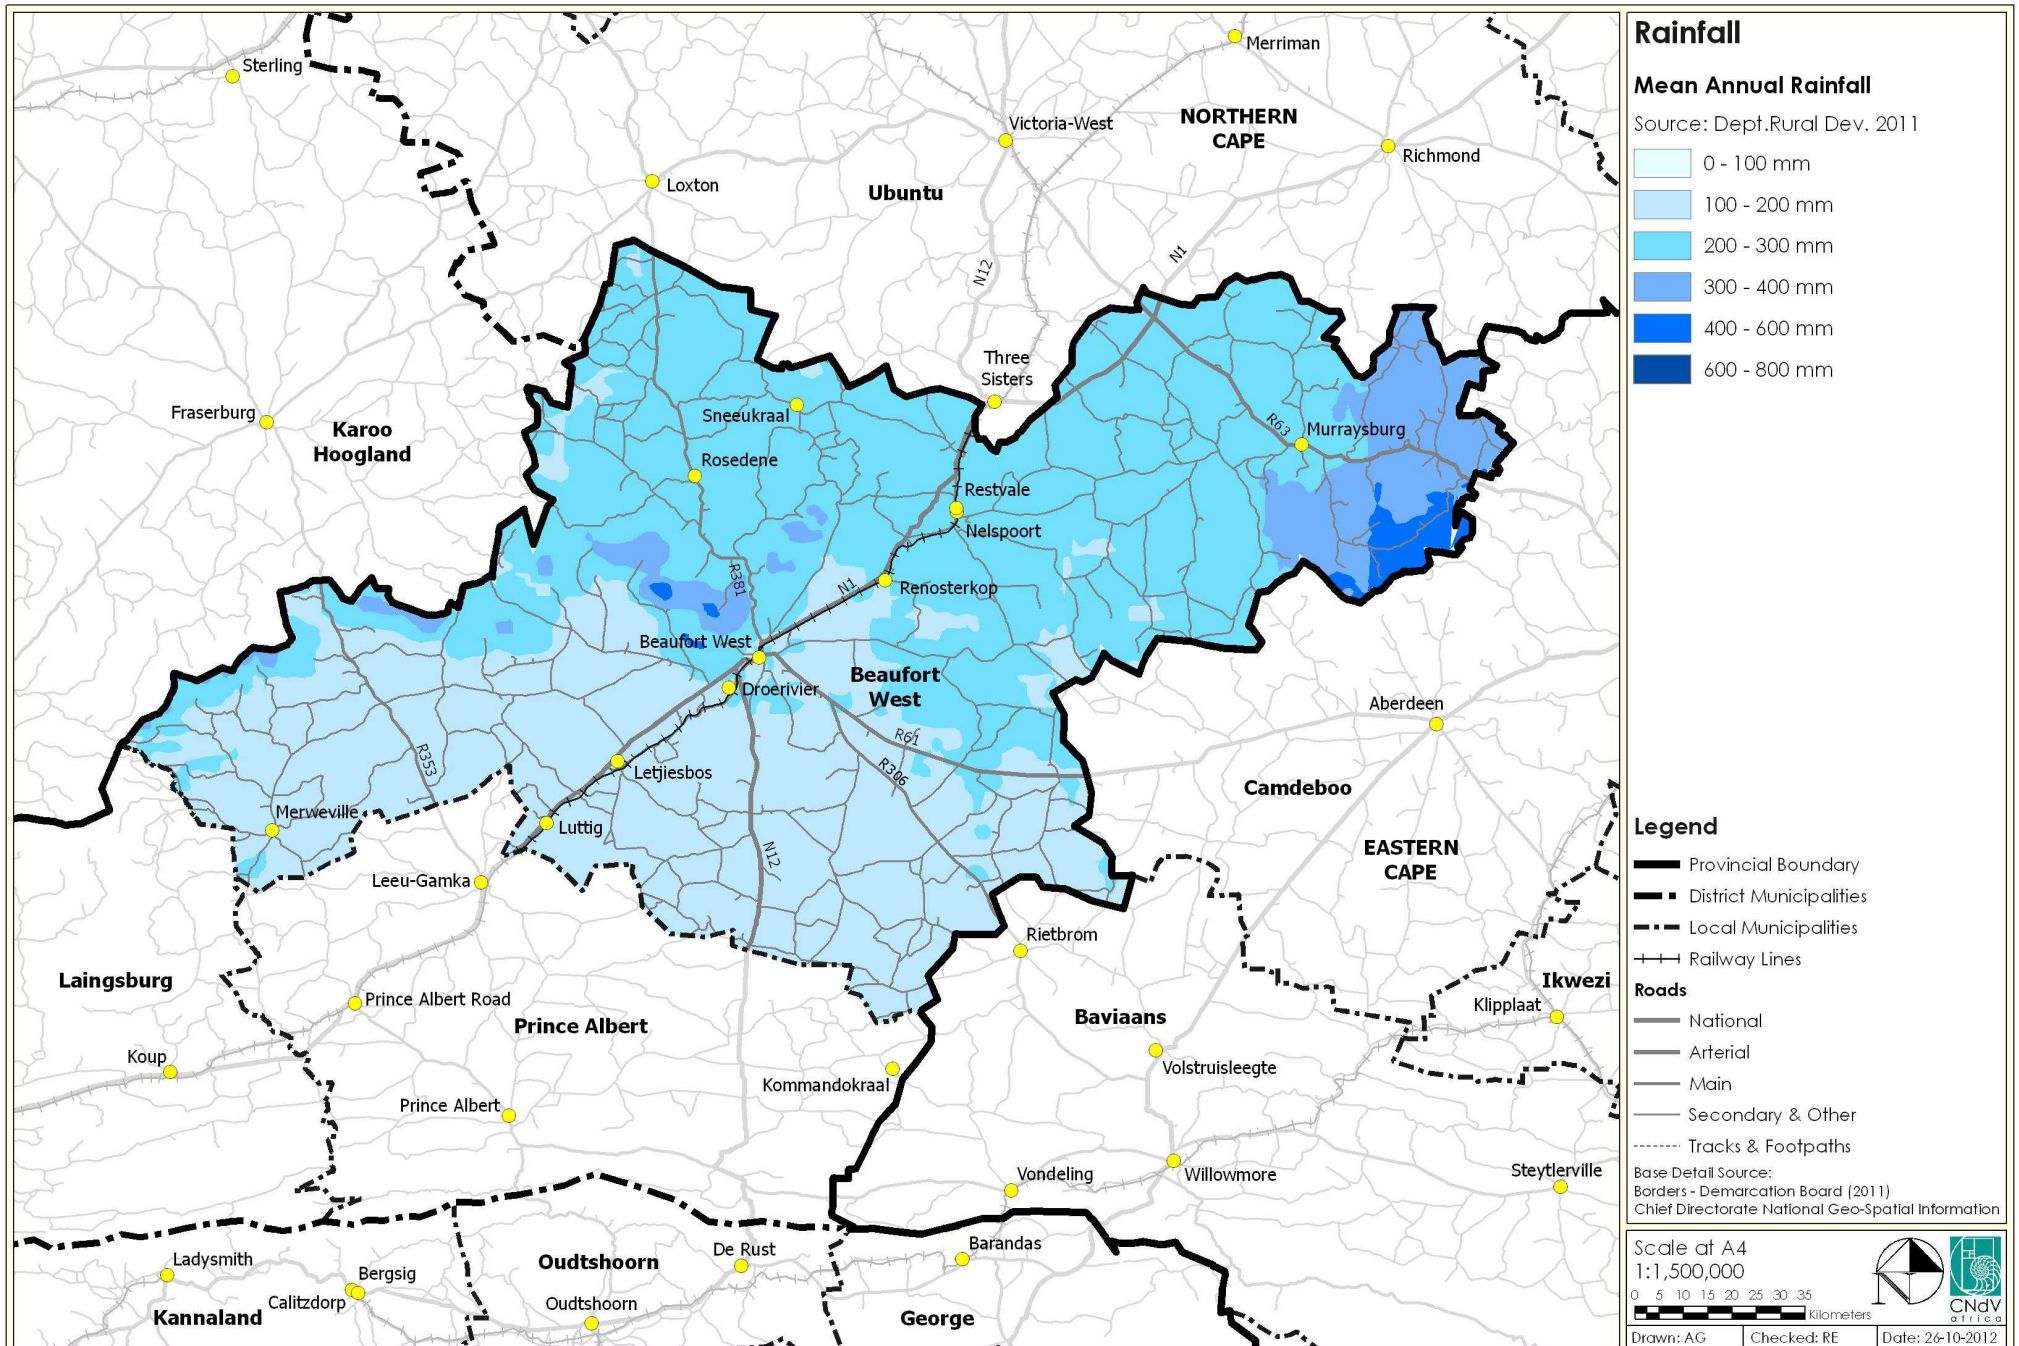 Sterling
Merriman
Victoria-West
NORTHERN
CAPE
Richmond
Loxton
Ubuntu
N12
N1
Three
Sisters
Fraserburg
Karoo
Hoogland
Sneeukraal
R63
Murraysburg
Rosedene
Restvale
Nelspoort
R381
N1
Renosterkop
Beaufort West
Beaufort
West
Droerivier
Aberdeen
R353
R61
R306
Letjiesbos
Camdeboo
Merweville
Luttig
N12
EASTERN
CAPE
Leeu-Gamka
Rietbrom
Laingsburg
Ikwezi
Prince Albert Road
Klipplaat
Prince Albert
Baviaans
Koup
Volstruisleegte
Kommandokraal
Prince Albert
Vondeling
Willowmore
Steytlerville
Ladysmith
Oudtshoorn
De Rust
Barandas
Bergsig
Calitzdorp
Kannaland
Oudtshoorn
George
Rainfall
Mean Annual Rainfall
Source: Dept.Rural Dev. 2011
0 - 100 mm
100 - 200 mm
200 - 300 mm
300 - 400 mm
400 - 600 mm
600 - 800 mm
Legend
Provincial Boundary
District Municipalities
Local Municipalities
Railway Lines
Roads
National
Arterial
Main
Secondary & Other
Tracks & Footpaths
Base Detail Source:
Borders - Demarcation Board (2011)
Chief Directorate National Geo-Spatial Information
Scale at A4
1:1,500,000
0 5 10 15 20 25 30 35
Kilometers
N
CNdV
africa
Drawn: AG
Checked: RE
Date: 26-10-2012